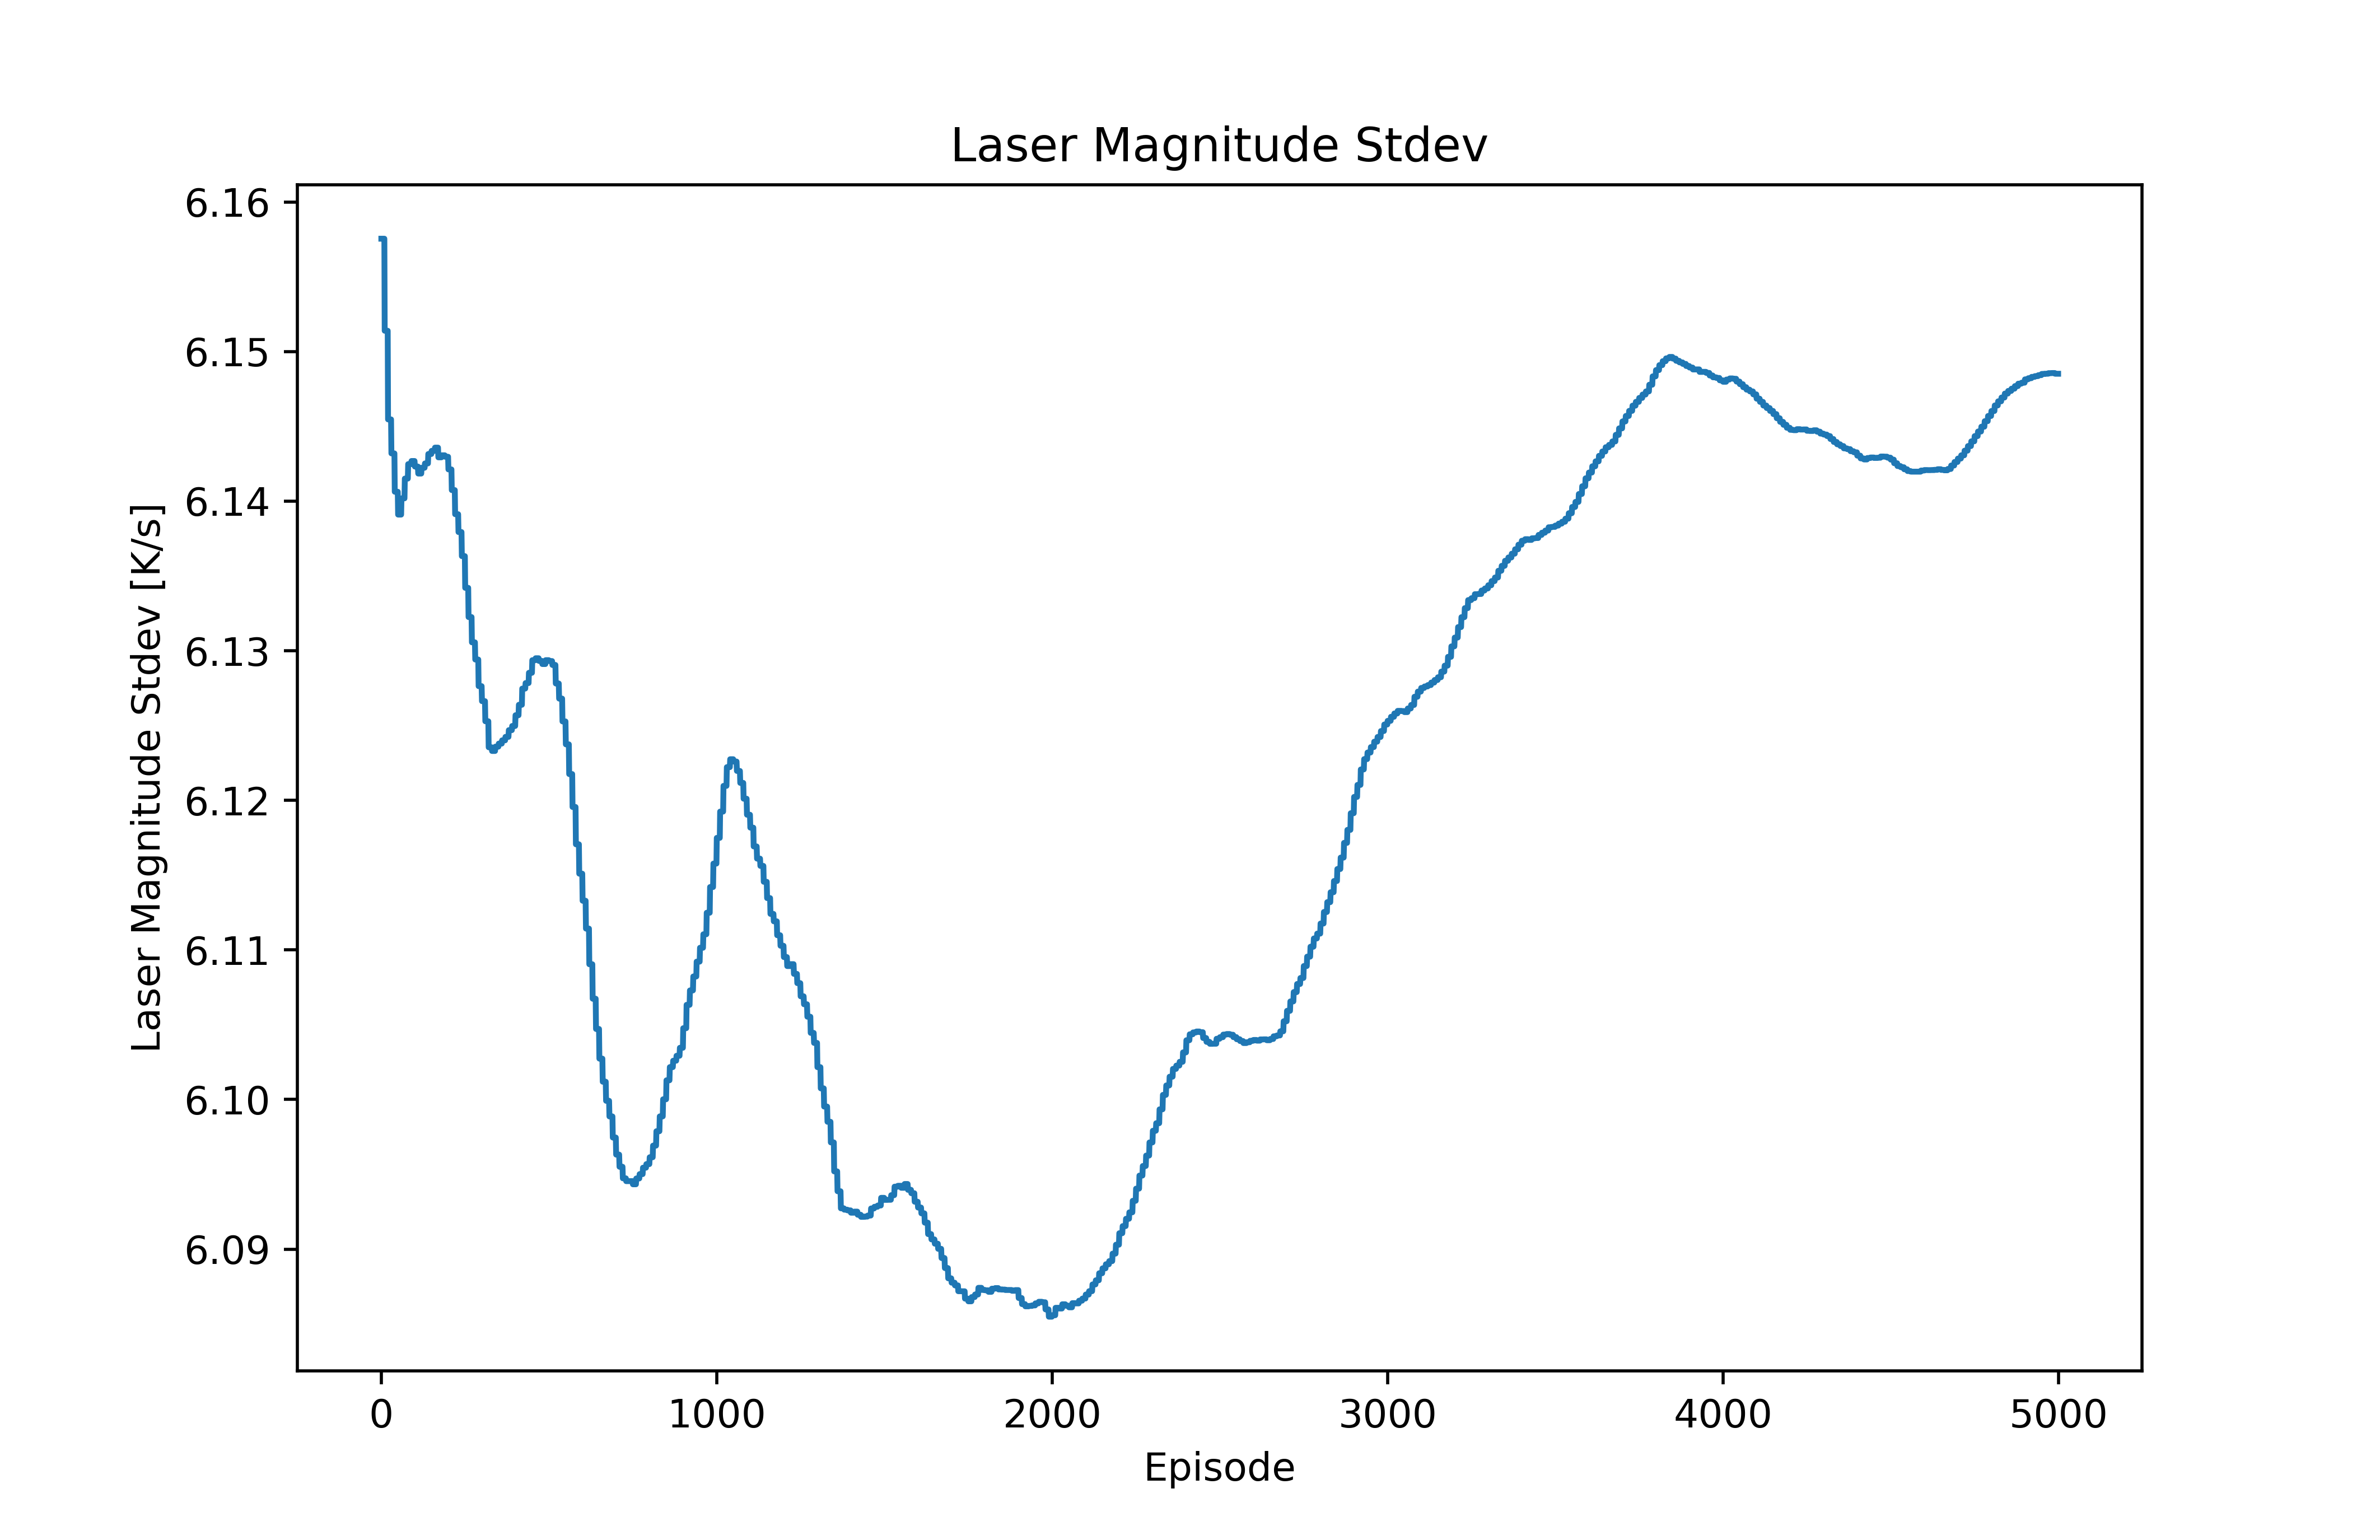 Laser Magnitude Stdev
Laser Magnitude Stdev [K/s]
6.16
6.15
6.14
6.13
6.12
6.11
6.10
6.09
0 1000 2000 3000 4000 5000
Episode